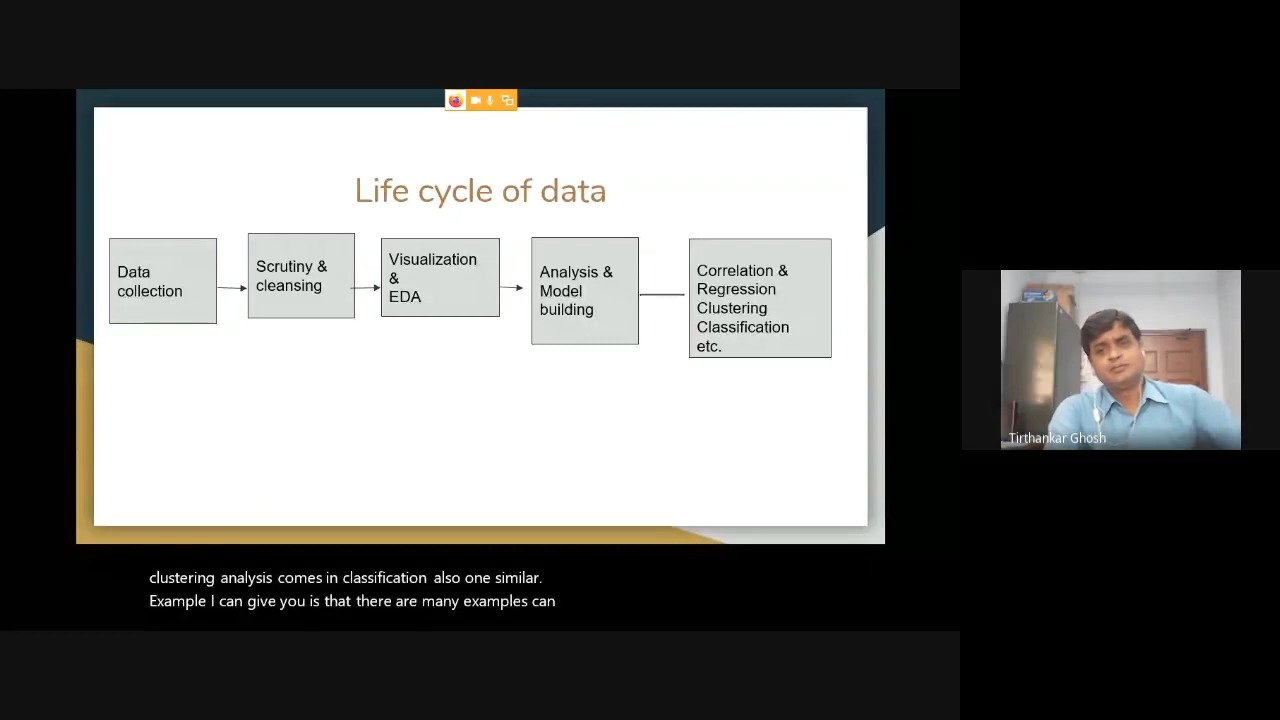 Life cycle of data
Data
collection
Scrutiny &
cleansing
Visualization
&
EDA
Analysis &
Model
building
Correlation &
Regression
Clustering
Classification
etc.
Tirthankar Ghosh
clustering analysis comes in classification also one similar.
Example I can give you is that there are many examples can